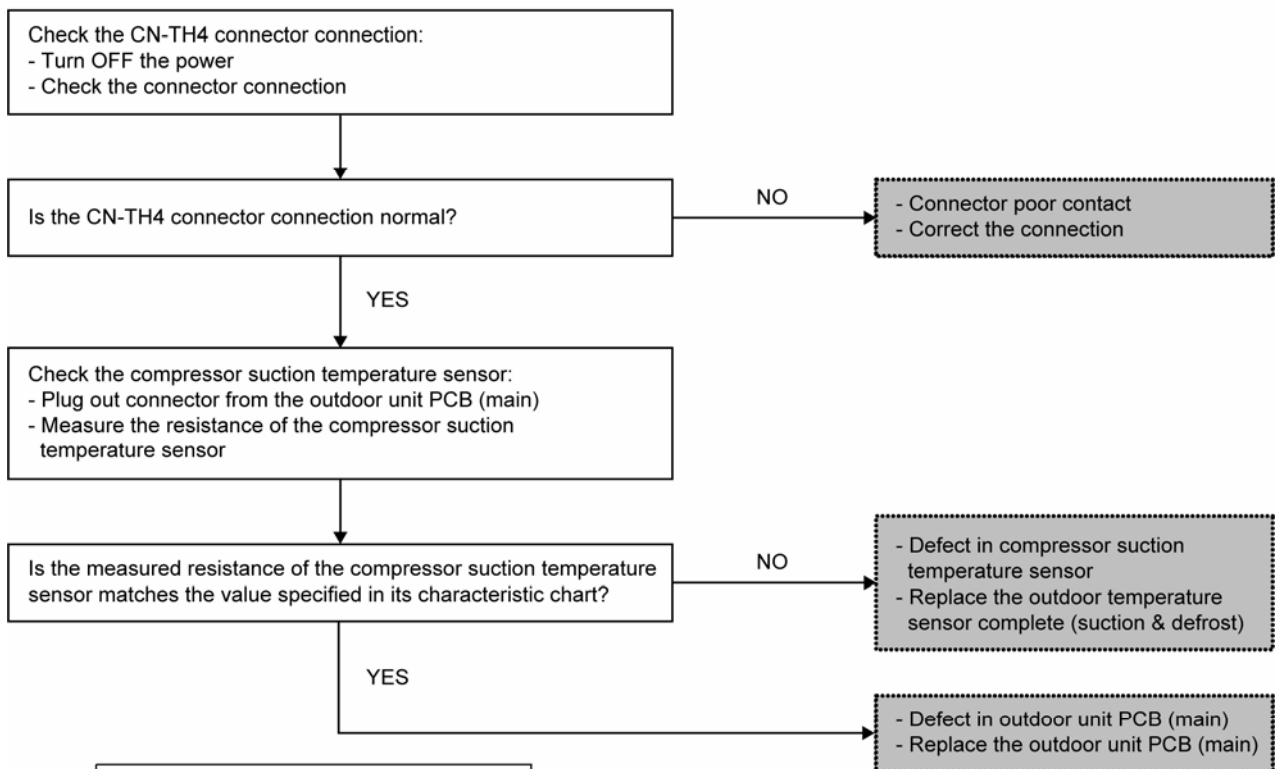 Check the CN-TH4 connector connection:
- Turn OFF the power
- Check the connector connection
Is the CN-TH4 connector connection normal?
NO
- Connector poor contact
- Correct the connection
YES
Check the compressor suction temperature sensor:
- Plug out connector from the outdoor unit PCB (main)
- Measure the resistance of the compressor suction
temperature sensor
Is the measured resistance of the compressor suction temperature
sensor matches the value specified in its characteristic chart?
NO
- Defect in compressor suction
temperature sensor
- Replace the outdoor temperature
sensor complete (suction & defrost)
YES
- Defect in outdoor unit PCB (main)
- Replace the outdoor unit PCB (main)